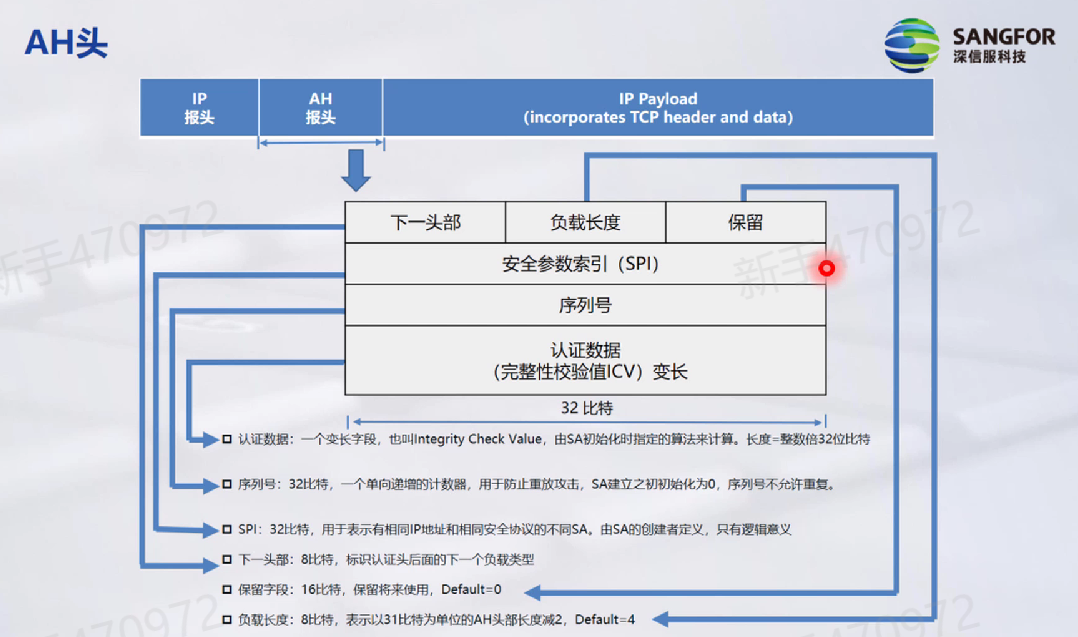 AH头
SANGFOR
深信服科技
IP
报头
AH
报头
IP Payload
(incorporates TCP header and data)
下一头部
负载长度
保留
安全参数索引（SPI）
序列号
认证数据
（完整性校验值ICV）变长
32 比特
认证数据：一个变长字段，也叫Integrity Check Value，由SA初始化时指定的算法来计算。长度=整数倍32位比特
序列号：32比特，一个单向递增的计数器，用于防止重放攻击，SA建立之初初始化为0，序列号不允许重复。
SPI：32比特，用于表示有相同IP地址和相同安全协议的不同SA。由SA的创建者定义，只有逻辑意义
下一头部：8比特，标识认证头后面的下一个负载类型
保留字段：16比特，保留将来使用，Default=0
负载长度：8比特，表示以31比特为单位的AH头部长度减2，Default=4
新手470972
新手470972
470972
470972